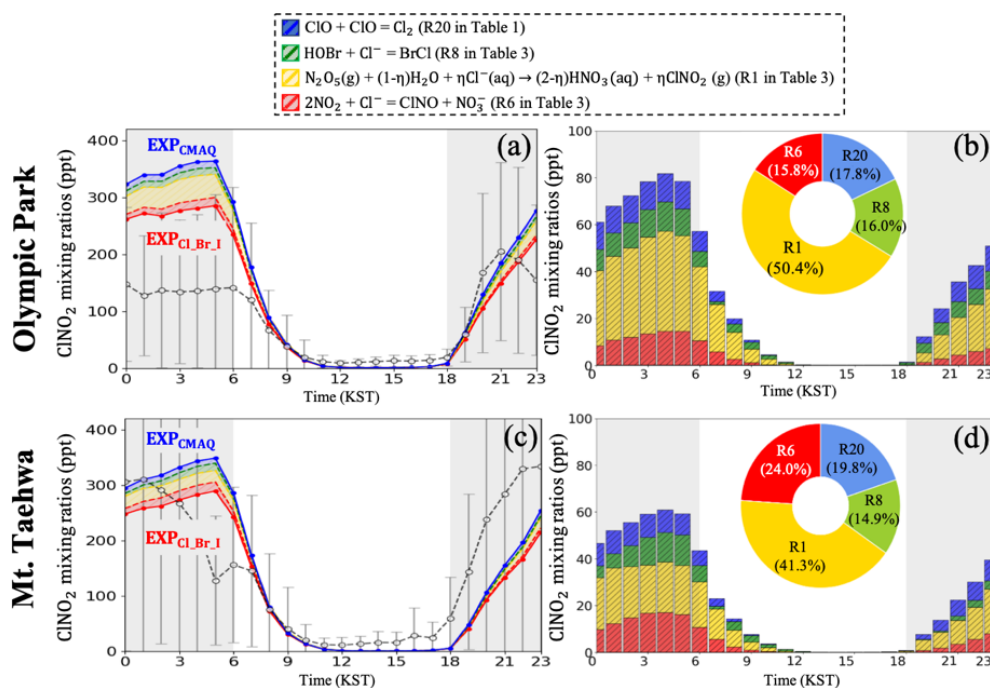 ClO + ClO = Cl₂ (R20 in Table 1)
HOBr + Cl⁻ = BrCl (R8 in Table 3)
N₂O₅(g) + (1-η)H₂O + ηCl⁻(aq) → (2-η)HNO₃(aq) + ηClNO₂ (g) (R1 in Table 3)
2NO₂ + Cl⁻ = ClNO + NO₃⁻ (R6 in Table 3)
Olympic Park
ClNO₂ mixing ratios (ppt)
400
300
200
100
0
EXP_CMAQ
EXP_Cl_Br_I
(a)
0 3 6 9 12 15 18 21 23
Time (KST)
ClNO₂ mixing ratios (ppt)
100
80
60
40
20
0
(b)
R6
(15.8%)
R20
(17.8%)
R8
(16.0%)
R1
(50.4%)
0 3 6 9 12 15 18 21 23
Time (KST)
Mt. Taehwa
ClNO₂ mixing ratios (ppt)
400
300
200
100
0
EXP_CMAQ
EXP_Cl_Br_I
(c)
0 3 6 9 12 15 18 21 23
Time (KST)
ClNO₂ mixing ratios (ppt)
100
80
60
40
20
0
(d)
R6
(24.0%)
R20
(19.8%)
R8
(14.9%)
R1
(41.3%)
0 3 6 9 12 15 18 21 23
Time (KST)